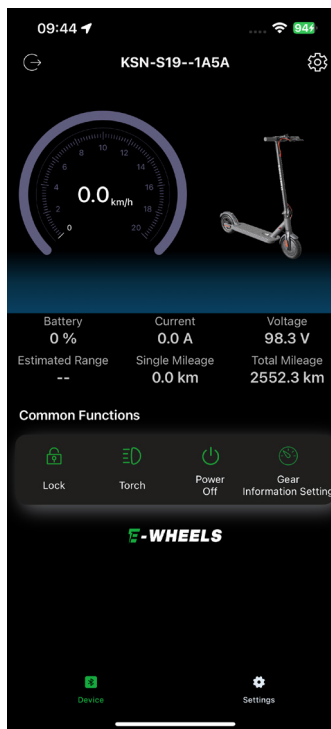 09:44
94
KSN-S19--1A5A
0
2
4
6
8
10
12
14
16
18
20
0.0 km/h
Battery Current Voltage
0 % 0.0 A 98.3 V
Estimated Range Single Mileage Total Mileage
-- 0.0 km 2552.3 km
Common Functions
Lock Torch Power Off Gear Information Setting
E-WHEELS
Device Settings